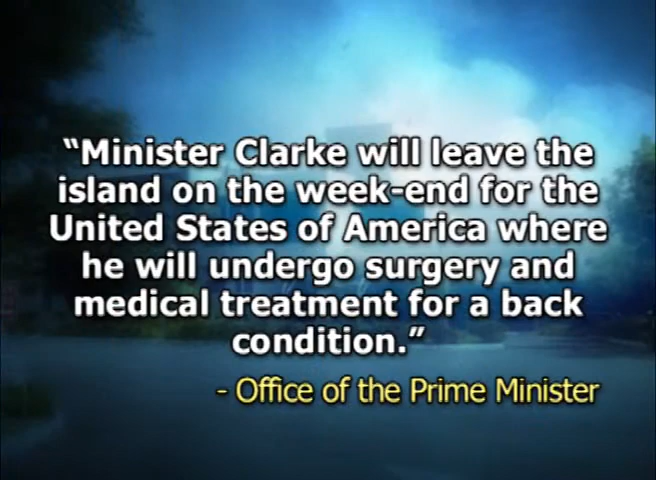 “Minister Clarke will leave the
island on the week-end for the
United States of America where
he will undergo surgery and
medical treatment for a back
condition.”
- Office of the Prime Minister